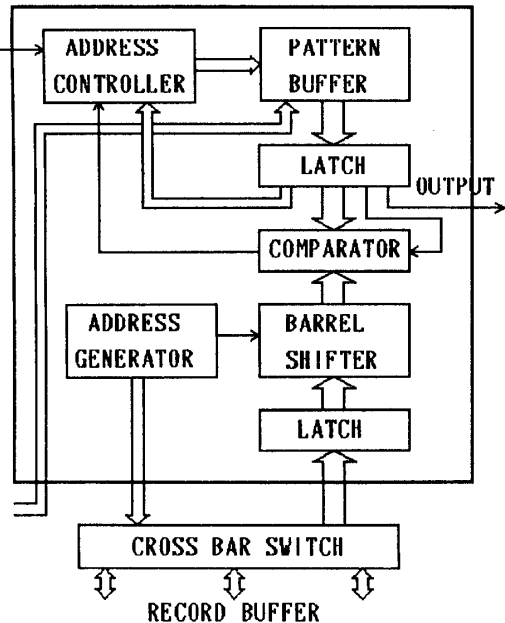 ADDRESS
CONTROLLER
PATTERN
BUFFER
LATCH
OUTPUT
COMPARATOR
ADDRESS
GENERATOR
BARREL
SHIFTER
LATCH
CROSS BAR SWITCH
RECORD BUFFER